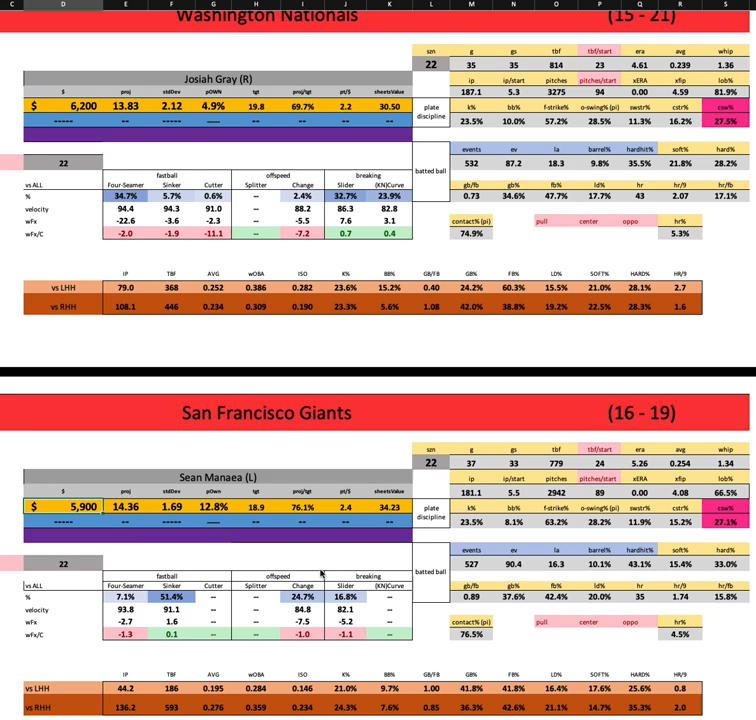 C D E F G H I J K L M N O P Q R S
Washington Nationals (15 - 21)
szn g gs tbf tbf/start era avg whip
22 35 35 814 23 4.61 0.239 1.36
Josiah Gray (R) ip ip/start pitches pitches/start xERA xfip lob%
187.1 5.3 3275 94 0.00 4.59 81.9%
$ proj stdDev pOWN tgt proj/tgt pt/$ sheetsValue
$ 6,200 13.83 2.12 4.9% 19.8 69.7% 2.2 30.50
plate discipline k% bb% f-strike% o-swing% (pi) swstr% cstr% csw%
----- -- ----- ---- -- -- -- -- 23.5% 10.0% 57.2% 28.5% 11.3% 16.2% 27.5%
batted ball events ev la barrel% hardhit% soft% hard%
22 532 87.2 18.3 9.8% 35.5% 21.8% 28.2%
fastball offspeed breaking
vs ALL Four-Seamer Sinker Cutter Splitter Change Slider (KN)Curve gb/fb gb% fb% ld% hr hr/9 hr/fb
% 34.7% 5.7% 0.6% -- 2.4% 32.7% 23.9% 0.73 34.6% 47.7% 17.7% 43 2.07 17.1%
velocity 94.4 94.3 91.0 -- 88.2 86.3 82.8
wFx -22.6 -3.6 -2.3 -- -5.5 7.6 3.1 contact% (pi) pull center oppo hr%
wFx/C -2.0 -1.9 -11.1 -- -7.2 0.7 0.4 74.9% 5.3%
IP TBF AVG wOBA ISO K% BB% GB/FB GB% FB% LD% SOFT% HARD% HR/9
vs LHH 79.0 368 0.252 0.386 0.282 23.6% 15.2% 0.40 24.2% 60.3% 15.5% 21.0% 28.1% 2.7
vs RHH 108.1 446 0.234 0.309 0.190 23.3% 5.6% 1.08 42.0% 38.8% 19.2% 22.5% 28.3% 1.6
San Francisco Giants (16 - 19)
szn g gs tbf tbf/start era avg whip
22 37 33 779 24 5.26 0.254 1.34
Sean Manaea (L) ip ip/start pitches pitches/start xERA xfip lob%
181.1 5.5 2942 89 0.00 4.08 66.5%
$ proj stdDev pOwn tgt proj/tgt pt/$ sheetsValue
$ 5,900 14.36 1.69 12.8% 18.9 76.1% 2.4 34.23
plate discipline k% bb% f-strike% o-swing% (pi) swstr% cstr% csw%
----- -- ----- ---- -- -- -- -- 23.5% 8.1% 63.2% 28.2% 11.9% 15.2% 27.1%
batted ball events ev la barrel% hardhit% soft% hard%
22 527 90.4 16.3 10.1% 43.1% 15.4% 33.0%
fastball offspeed breaking
vs ALL Four-Seamer Sinker Cutter Splitter Change Slider (KN)Curve gb/fb gb% fb% ld% hr hr/9 hr/fb
% 7.1% 51.4% -- -- 24.7% 16.8% -- 0.89 37.6% 42.4% 20.0% 35 1.74 15.8%
velocity 93.8 91.1 -- -- 84.8 82.1 --
wFx -2.7 1.6 -- -- -7.5 -5.2 -- contact% (pi) pull center oppo hr%
wFx/C -1.3 0.1 -- -- -1.0 -1.1 -- 76.5% 4.5%
IP TBF AVG wOBA ISO K% BB% GB/FB GB% FB% LD% SOFT% HARD% HR/9
vs LHH 44.2 186 0.195 0.284 0.146 21.0% 9.7% 1.00 41.8% 41.8% 16.4% 17.6% 25.6% 0.8
vs RHH 136.2 593 0.276 0.359 0.234 24.3% 7.6% 0.85 36.3% 42.6% 21.1% 14.7% 35.3% 2.0